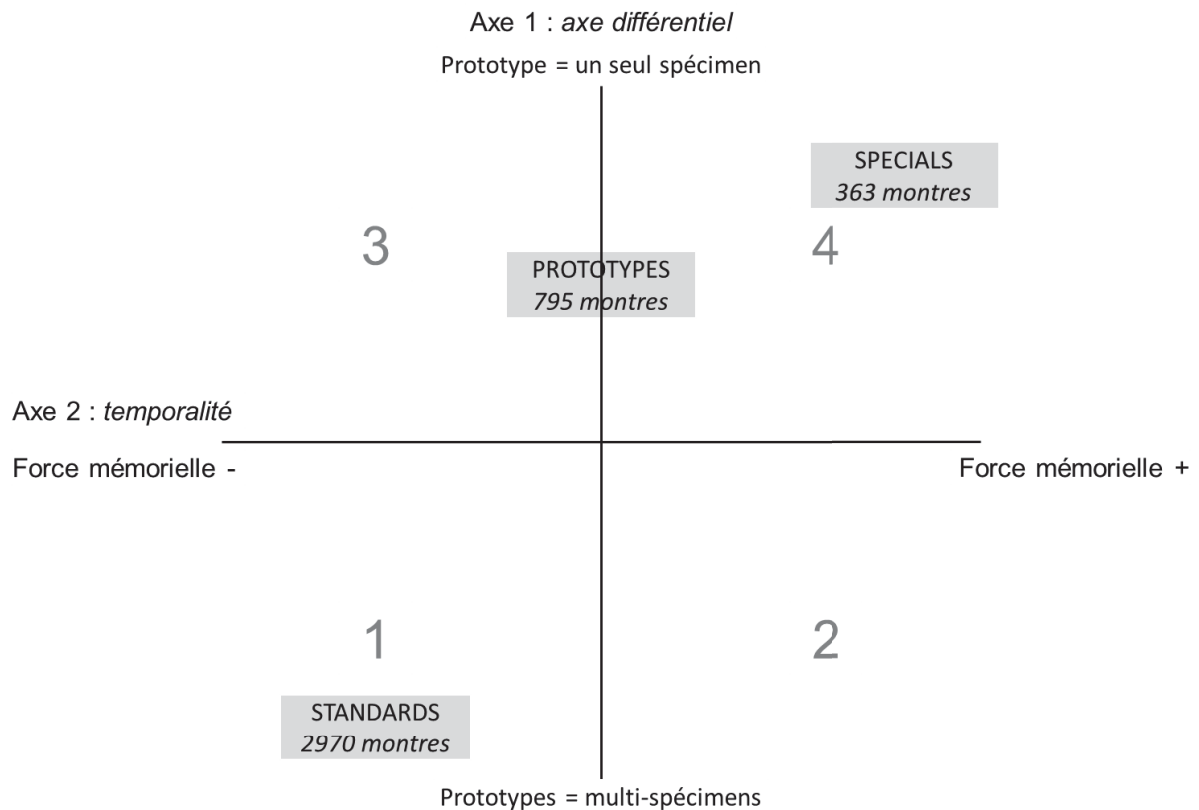 Axe 1 : axe différentiel
Prototype = un seul spécimen
SPECIALS
363 montres
3
4
PROTOTYPES
795 montres
Axe 2 : temporalité
Force mémorielle -
Force mémorielle +
1
2
STANDARDS
2970 montres
Prototypes = multi-spécimens